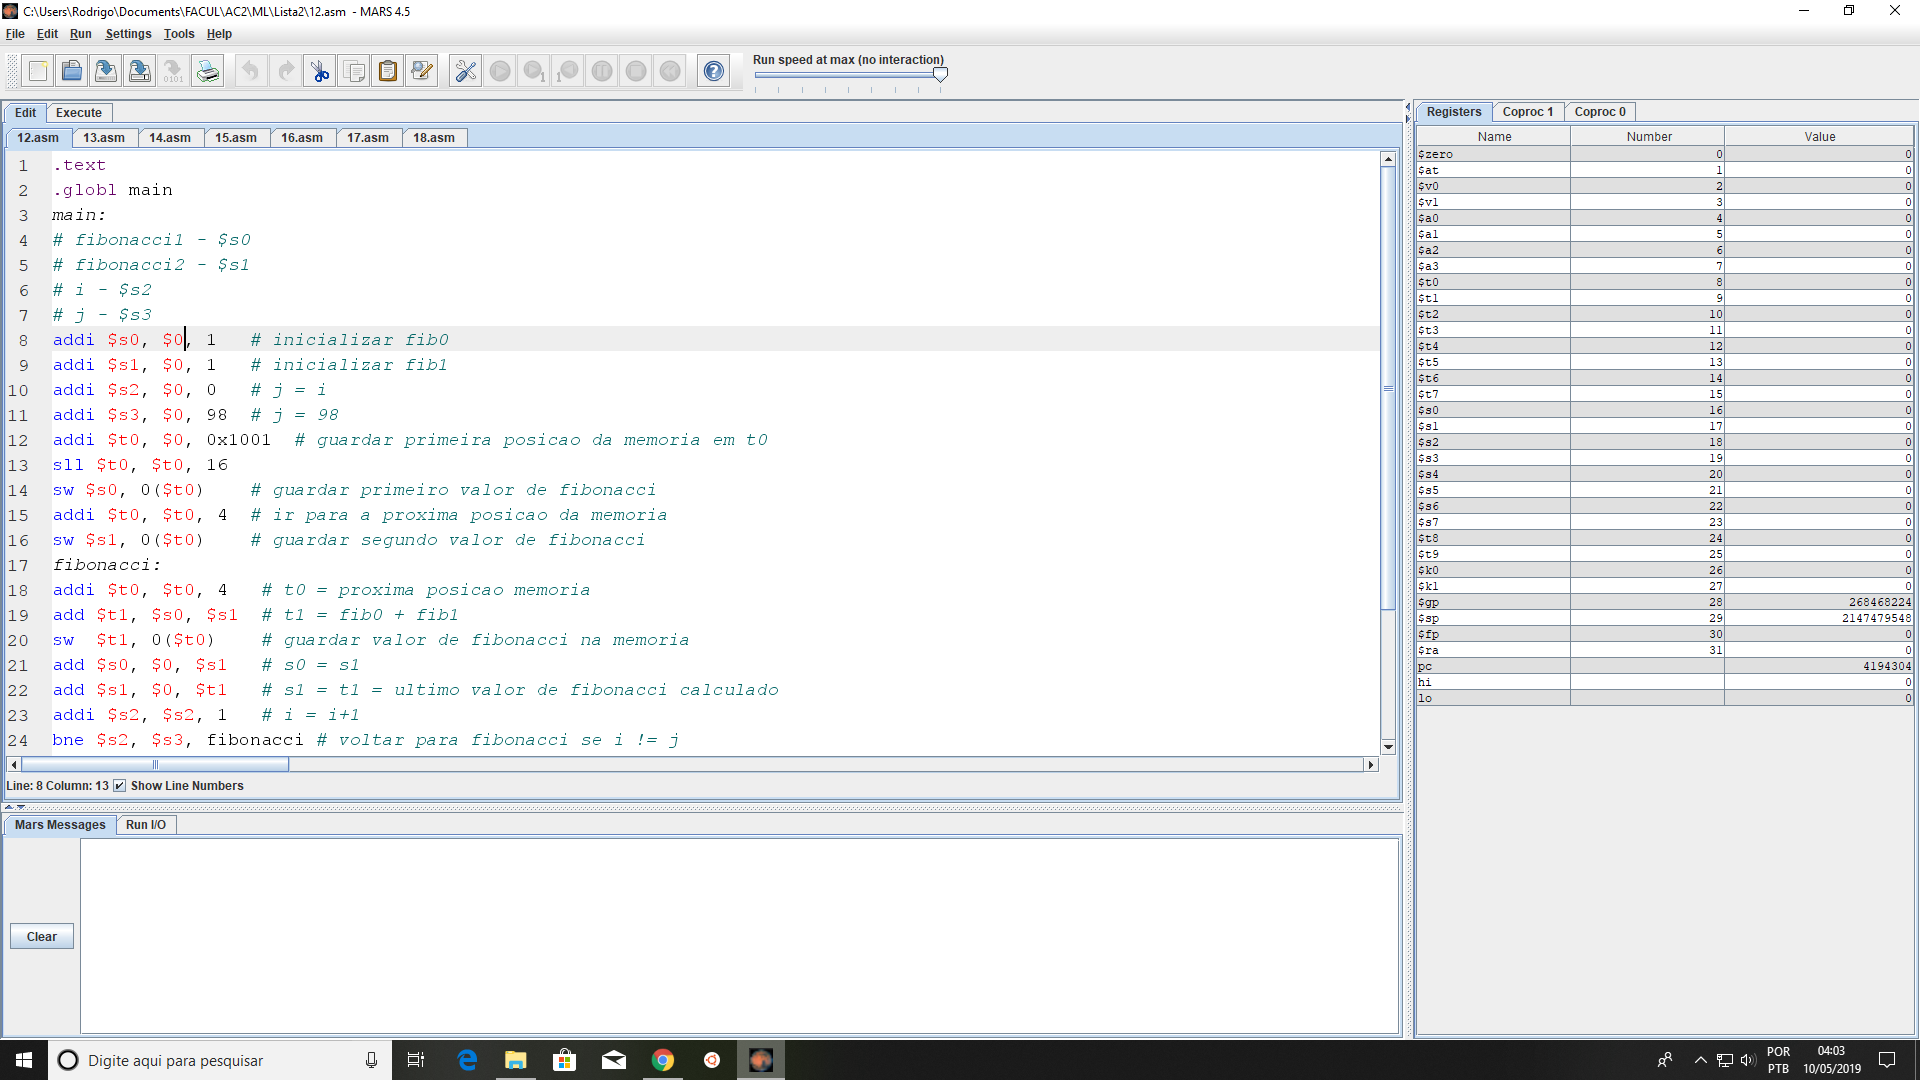 C:\Users\Rodrigo\Documents\FACUL\AC2\ML\Lista2\12.asm - MARS 4.5
File Edit Run Settings Tools Help
Run speed at max (no interaction)
Edit Execute
12.asm 13.asm 14.asm 15.asm 16.asm 17.asm 18.asm
1 .text
2 .globl main
3 main:
4 # fibonacci1 - $s0
5 # fibonacci2 - $s1
6 # i - $s2
7 # j - $s3
8 addi $s0, $0, 1 # inicializar fib0
9 addi $s1, $0, 1 # inicializar fib1
10 addi $s2, $0, 0 # j = i
11 addi $s3, $0, 98 # j = 98
12 addi $t0, $0, 0x1001 # guardar primeira posicao da memoria em t0
13 sll $t0, $t0, 16
14 sw $s0, 0($t0) # guardar primeiro valor de fibonacci
15 addi $t0, $t0, 4 # ir para a proxima posicao da memoria
16 sw $s1, 0($t0) # guardar segundo valor de fibonacci
17 fibonacci:
18 addi $t0, $t0, 4 # t0 = proxima posicao memoria
19 add $t1, $s0, $s1 # t1 = fib0 + fib1
20 sw $t1, 0($t0) # guardar valor de fibonacci na memoria
21 add $s0, $0, $s1 # s0 = s1
22 add $s1, $0, $t1 # s1 = t1 = ultimo valor de fibonacci calculado
23 addi $s2, $s2, 1 # i = i+1
24 bne $s2, $s3, fibonacci # voltar para fibonacci se i != j
Line: 8 Column: 13 Show Line Numbers
Mars Messages Run I/O
Clear
Registers Coproc 1 Coproc 0
Name Number Value
$zero 0 0
$at 1 0
$v0 2 0
$v1 3 0
$a0 4 0
$a1 5 0
$a2 6 0
$a3 7 0
$t0 8 0
$t1 9 0
$t2 10 0
$t3 11 0
$t4 12 0
$t5 13 0
$t6 14 0
$t7 15 0
$s0 16 0
$s1 17 0
$s2 18 0
$s3 19 0
$s4 20 0
$s5 21 0
$s6 22 0
$s7 23 0
$t8 24 0
$t9 25 0
$k0 26 0
$k1 27 0
$gp 28 268468224
$sp 29 2147479548
$fp 30 0
$ra 31 0
pc 4194304
hi 0
lo 0
Digite aqui para pesquisar
POR
PTB
04:03
10/05/2019